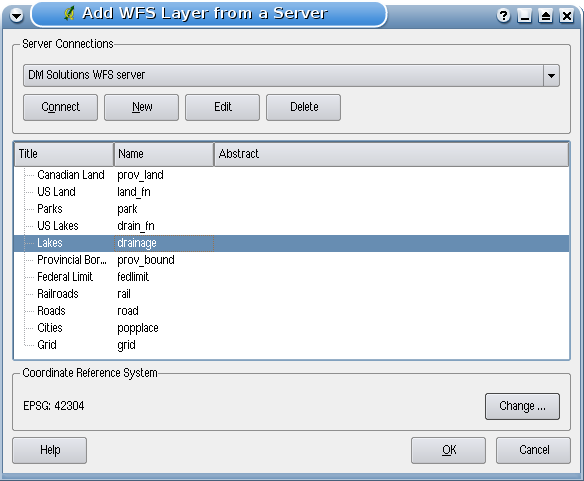 Add WFS Layer from a Server
Server Connections
DM Solutions WFS server
Connect New Edit Delete
Title Name Abstract
Canadian Land prov_land
US Land land_fn
Parks park
US Lakes drain_fn
Lakes drainage
Provincial Bor... prov_bound
Federal Limit fedlimit
Railroads rail
Roads road
Cities popplace
Grid grid
Coordinate Reference System
EPSG: 42304 Change ...
Help OK Cancel